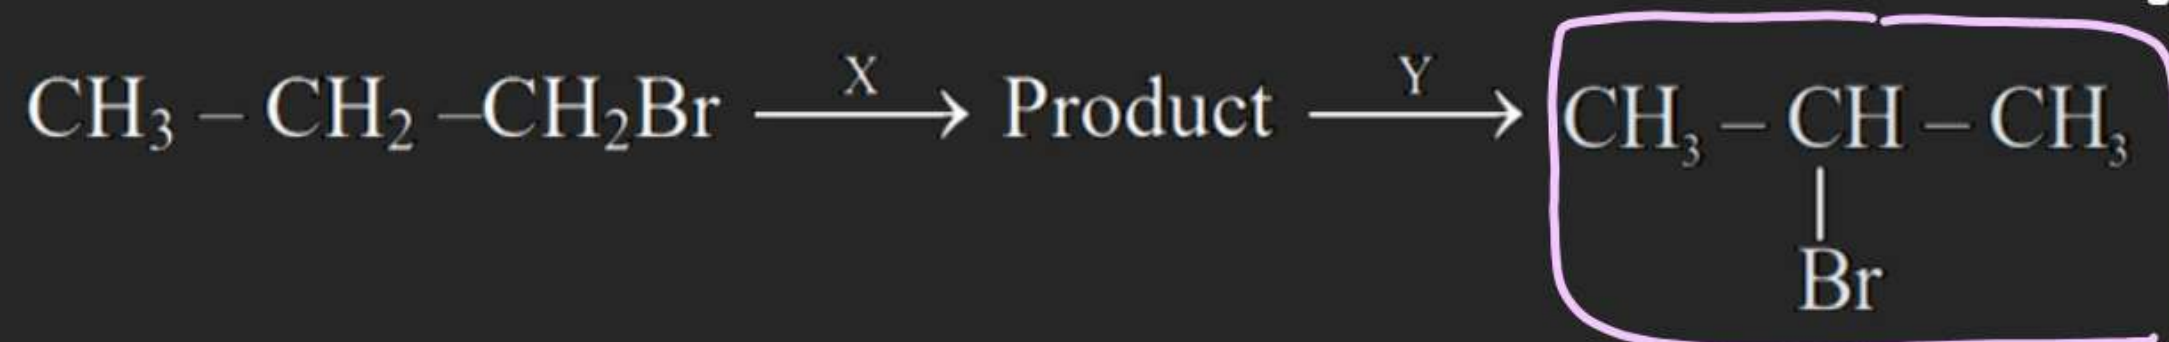 X Y
CH₃ – CH₂ –CH₂Br ⟶ Product ⟶ CH₃ – CH – CH₃
|
Br